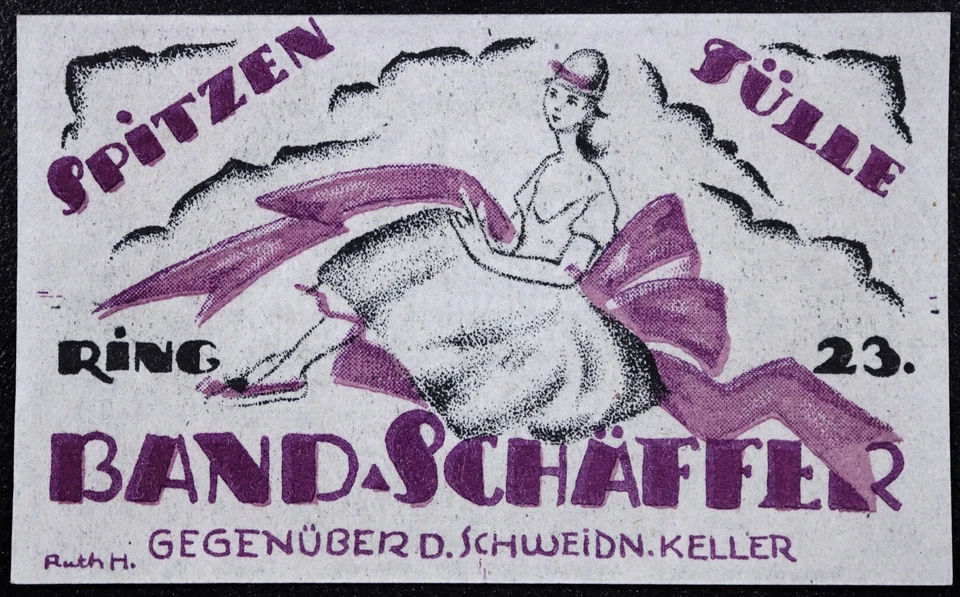 SPiTZEN
TÜLLE
RiNG 23.
BAND SCHÄFFER
GEGENÜBER D. SCHWEiDN. KELLER
Ruth H.